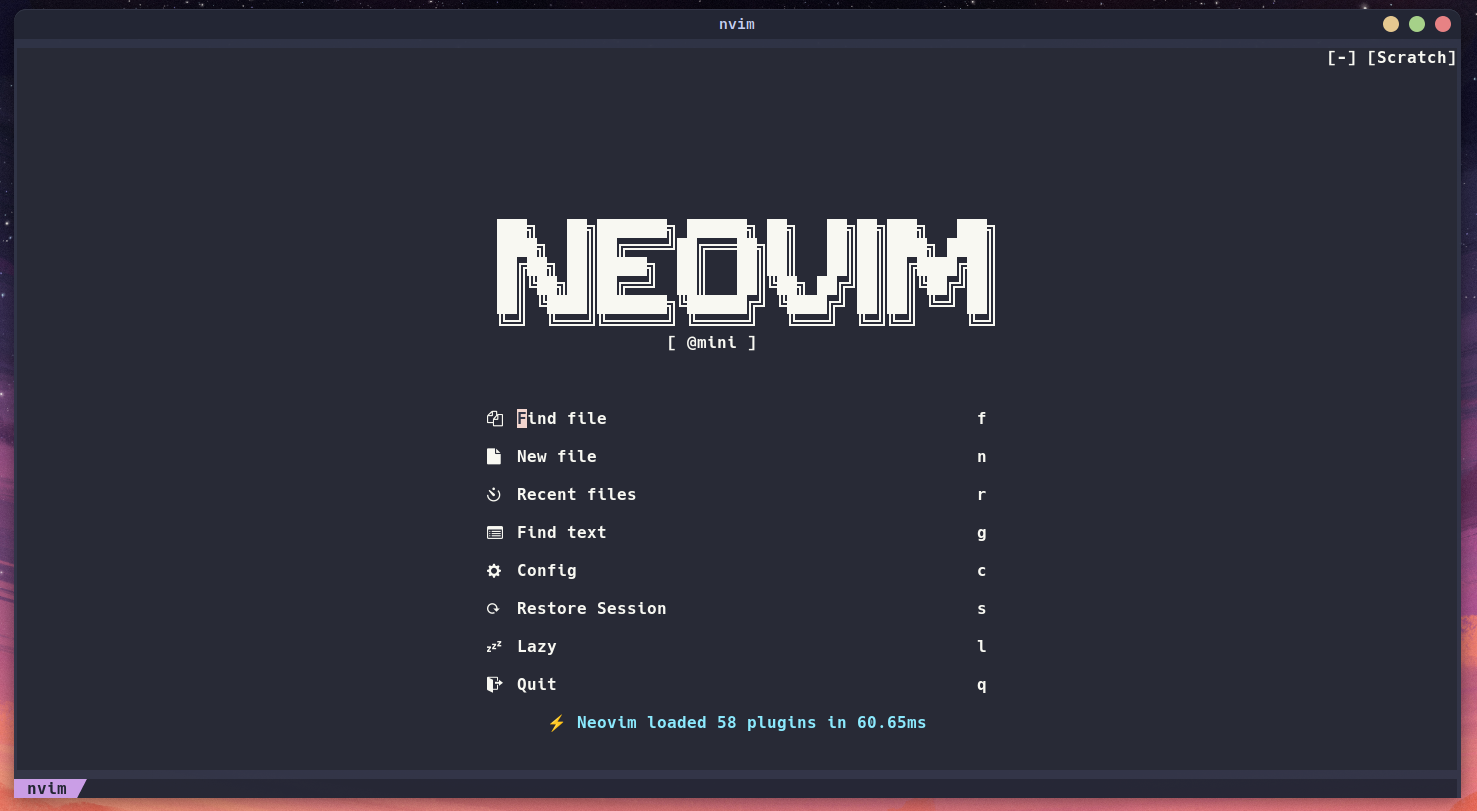 nvim
[-] [Scratch]
NEOVIM
[ @mini ]
Find file f
New file n
Recent files r
Find text g
Config c
Restore Session s
zzz Lazy l
Quit q
⚡ Neovim loaded 58 plugins in 60.65ms
nvim